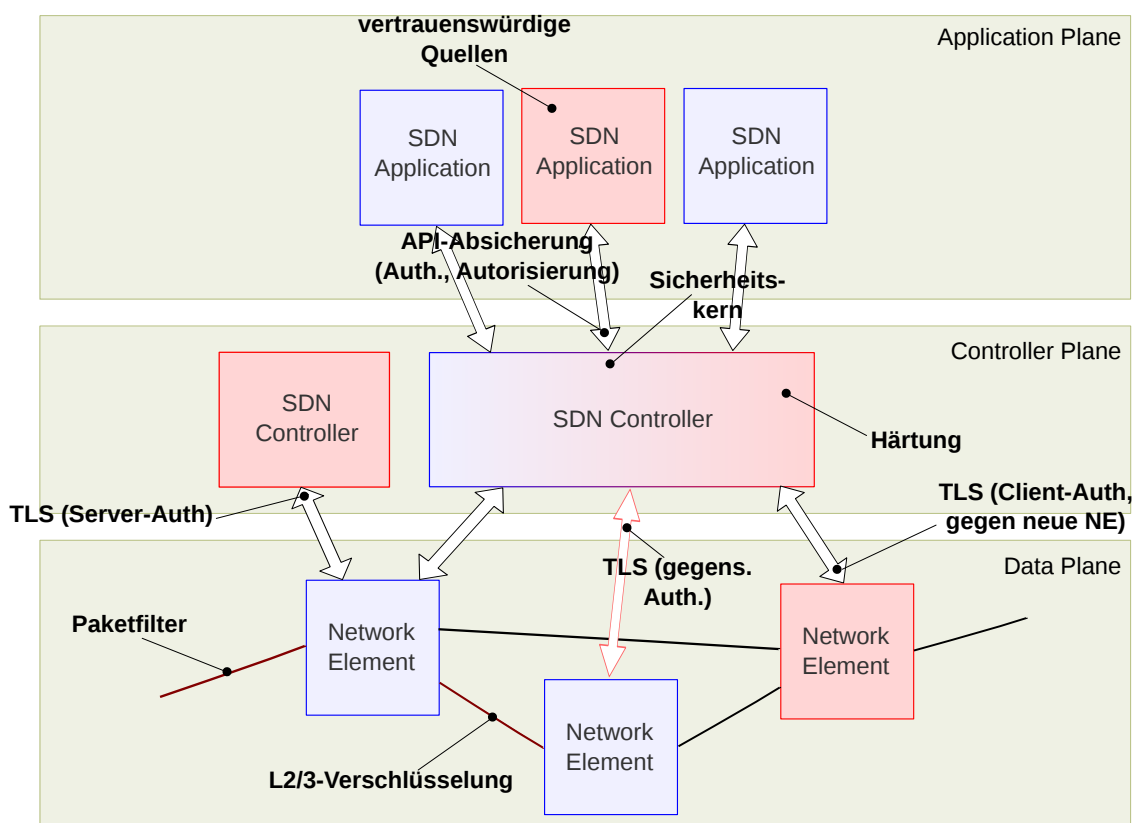 vertrauenswürdige
Quellen
Application Plane
SDN
Application
SDN
Application
SDN
Application
API-Absicherung
(Auth., Autorisierung)
Sicherheits-
kern
Controller Plane
SDN
Controller
SDN Controller
Härtung
TLS (Server-Auth)
TLS (Client-Auth,
gegen neue NE)
TLS (gegens.
Auth.)
Data Plane
Paketfilter
Network
Element
Network
Element
Network
Element
L2/3-Verschlüsselung